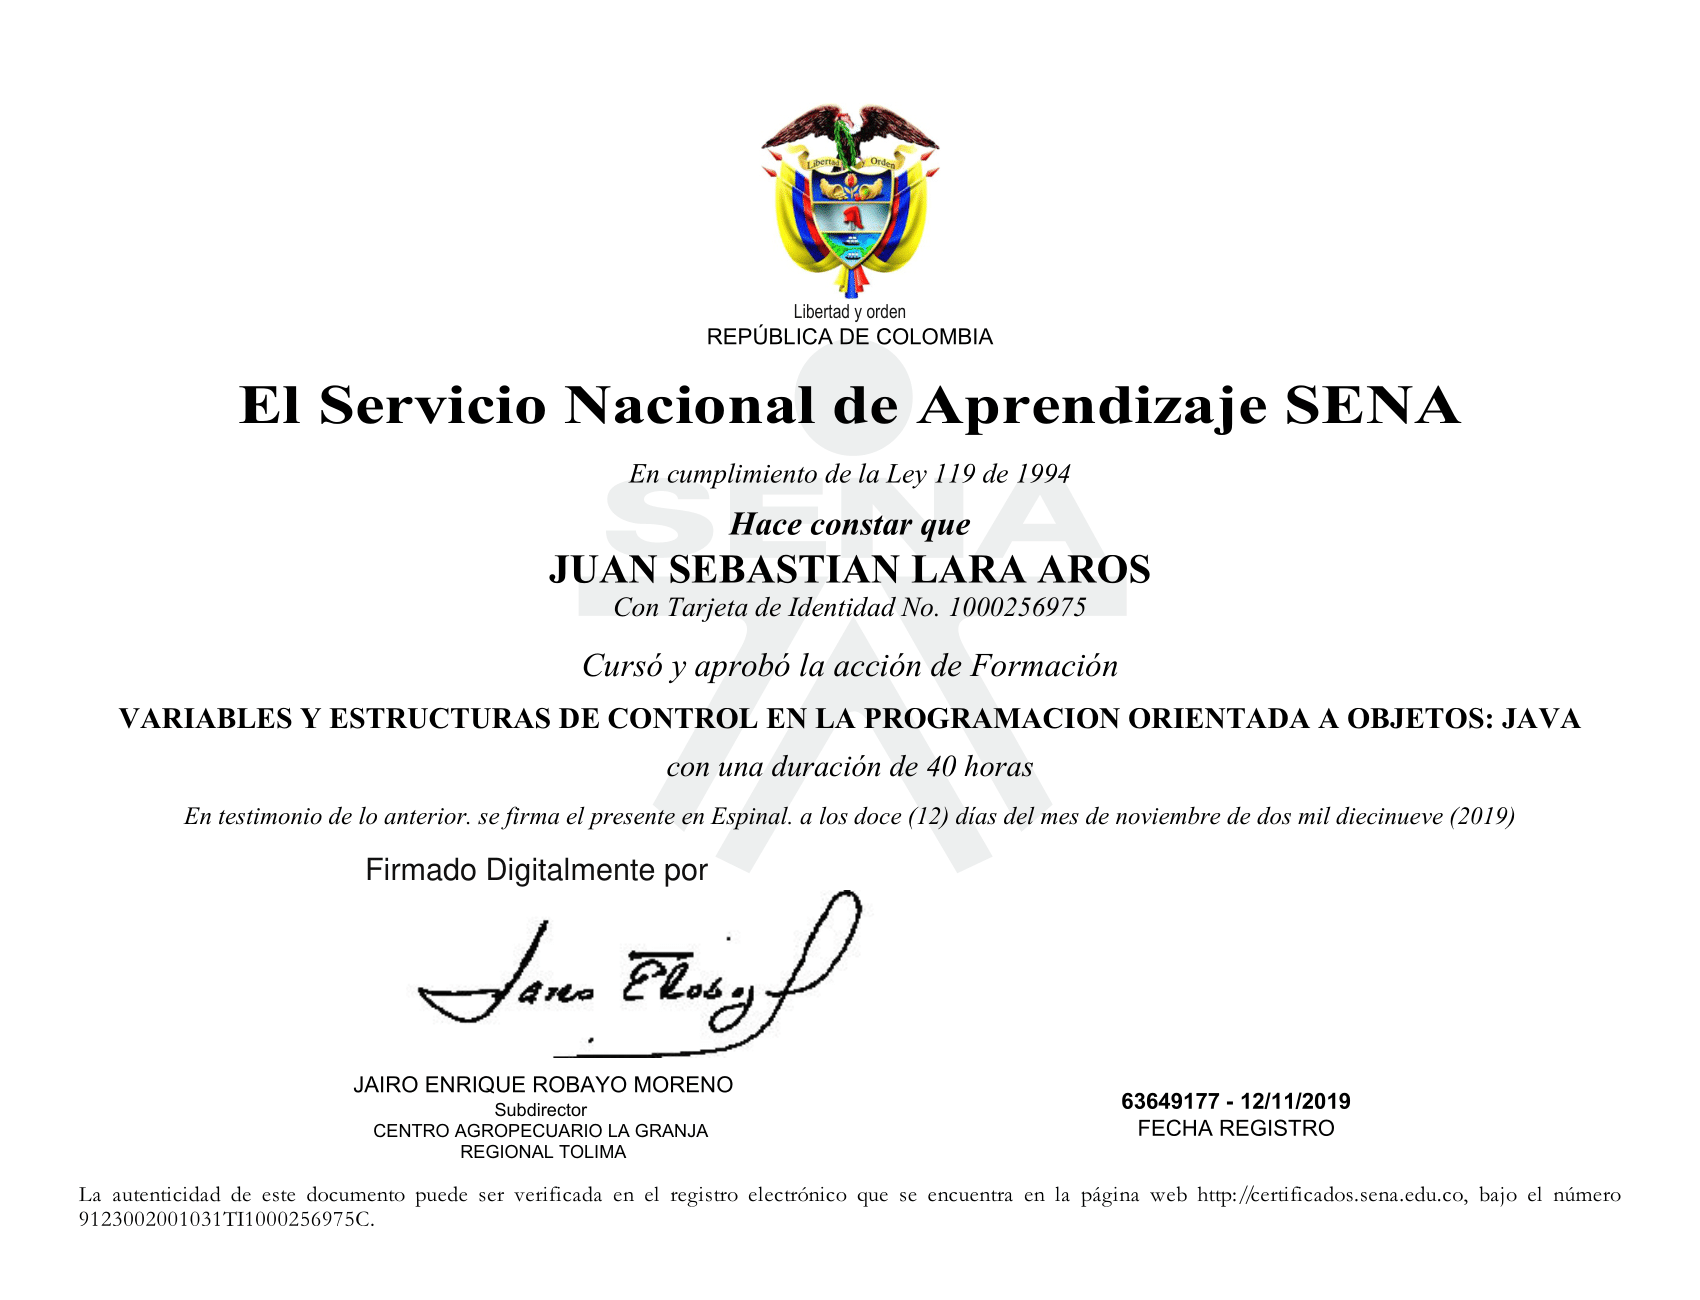 Libertad y Orden
Libertad y orden
REPÚBLICA DE COLOMBIA
El Servicio Nacional de Aprendizaje SENA
En cumplimiento de la Ley 119 de 1994
SENA
Hace constar que
JUAN SEBASTIAN LARA AROS
Con Tarjeta de Identidad No. 1000256975
Cursó y aprobó la acción de Formación
VARIABLES Y ESTRUCTURAS DE CONTROL EN LA PROGRAMACION ORIENTADA A OBJETOS: JAVA
con una duración de 40 horas
En testimonio de lo anterior. se firma el presente en Espinal. a los doce (12) días del mes de noviembre de dos mil diecinueve (2019)
Firmado Digitalmente por
JAIRO ENRIQUE ROBAYO MORENO
Subdirector
CENTRO AGROPECUARIO LA GRANJA
REGIONAL TOLIMA
63649177 - 12/11/2019
FECHA REGISTRO
La autenticidad de este documento puede ser verificada en el registro electrónico que se encuentra en la página web http://certificados.sena.edu.co, bajo el número
9123002001031TI1000256975C.